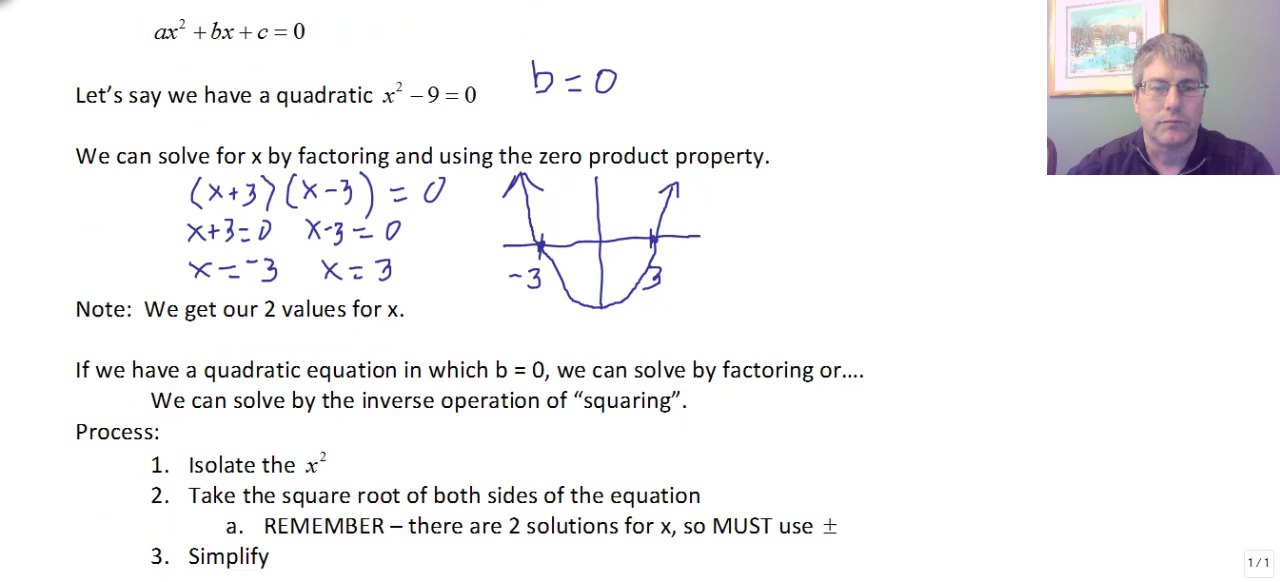 ax² + bx + c = 0
Let's say we have a quadratic x² – 9 = 0
b = 0
We can solve for x by factoring and using the zero product property.
(x+3)(x-3) = 0
x+3=0 x-3=0
x=-3 x=3
-3 3
Note: We get our 2 values for x.
If we have a quadratic equation in which b = 0, we can solve by factoring or….
We can solve by the inverse operation of “squaring”.
Process:
1. Isolate the x²
2. Take the square root of both sides of the equation
a. REMEMBER – there are 2 solutions for x, so MUST use ±
3. Simplify
1 / 1